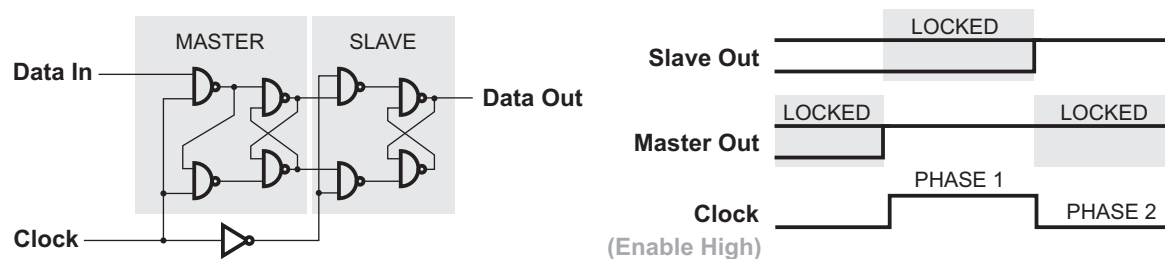 MASTER
SLAVE
Data In
Data Out
Clock
LOCKED
Slave Out
LOCKED
LOCKED
Master Out
PHASE 1
Clock
PHASE 2
(Enable High)